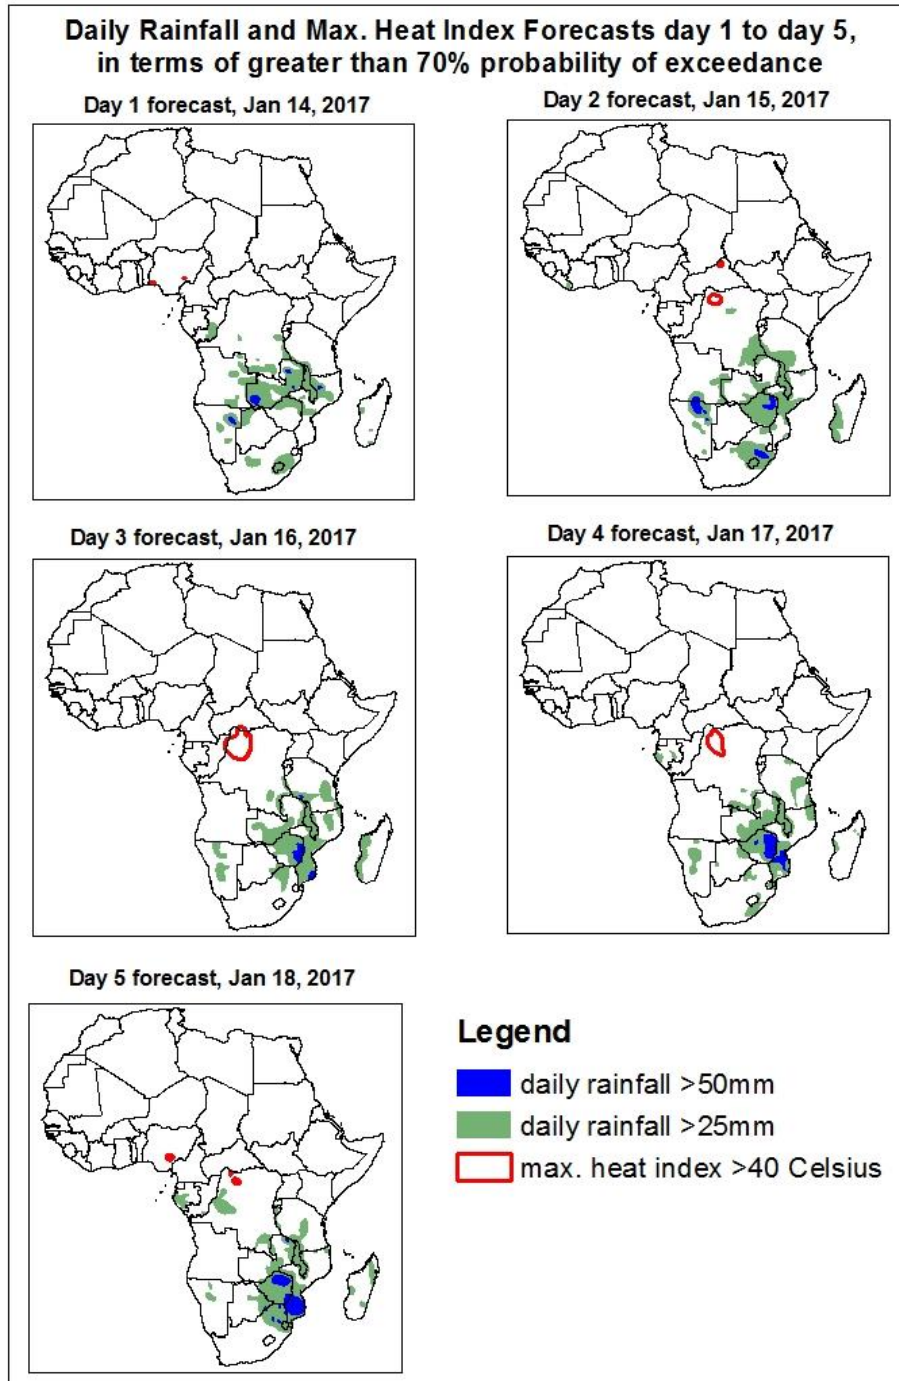 Daily Rainfall and Max. Heat Index Forecasts day 1 to day 5,
in terms of greater than 70% probability of exceedance
Day 1 forecast, Jan 14, 2017
Day 2 forecast, Jan 15, 2017
Day 3 forecast, Jan 16, 2017
Day 4 forecast, Jan 17, 2017
Day 5 forecast, Jan 18, 2017
Legend
daily rainfall >50mm
daily rainfall >25mm
max. heat index >40 Celsius